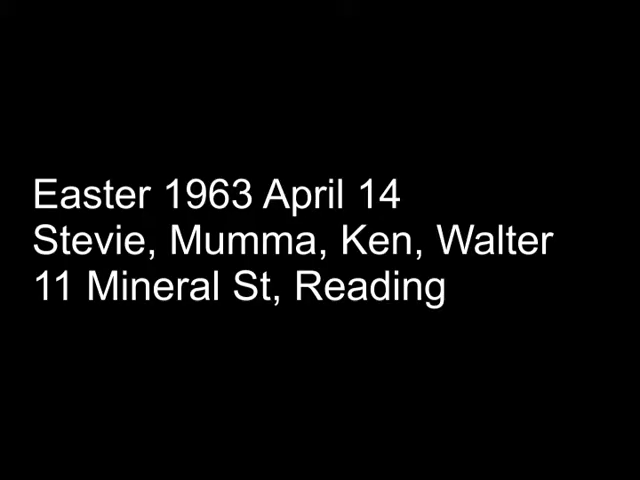 Easter 1963 April 14
Stevie, Mumma, Ken, Walter
11 Mineral St, Reading